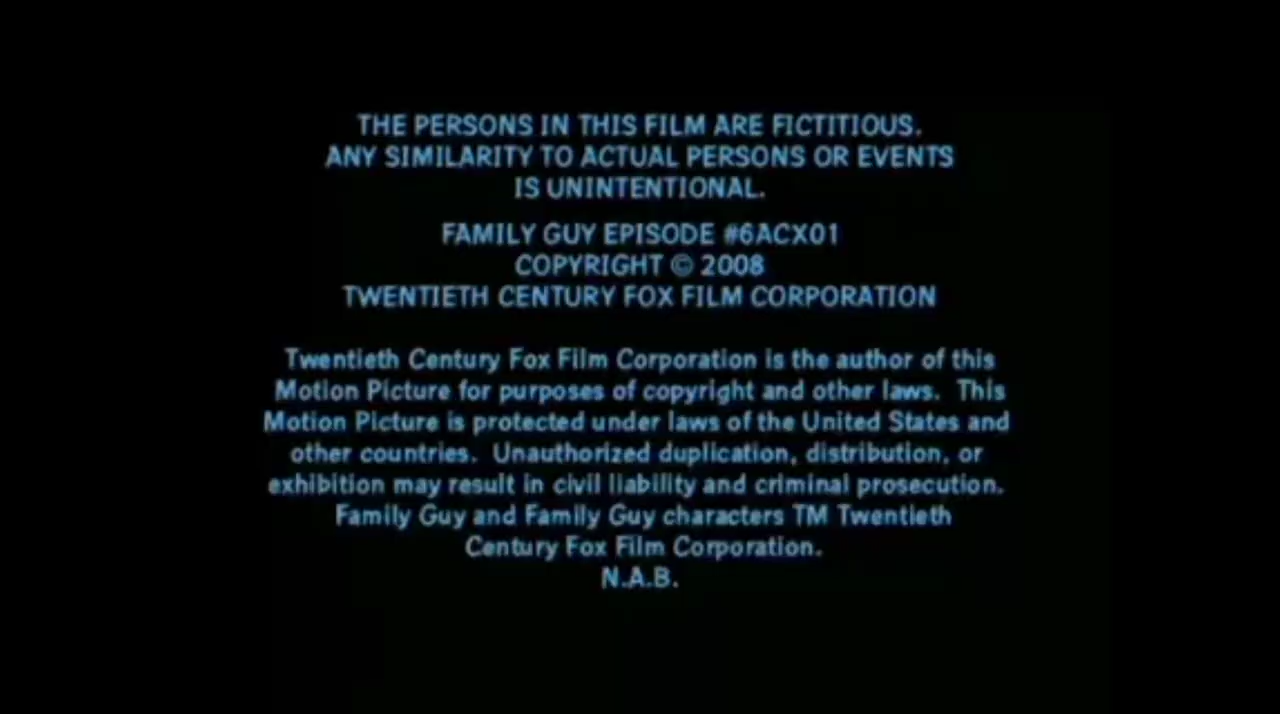 THE PERSONS IN THIS FILM ARE FICTITIOUS.
ANY SIMILARITY TO ACTUAL PERSONS OR EVENTS
IS UNINTENTIONAL.
FAMILY GUY EPISODE #6ACX01
COPYRIGHT © 2008
TWENTIETH CENTURY FOX FILM CORPORATION
Twentieth Century Fox Film Corporation is the author of this
Motion Picture for purposes of copyright and other laws. This
Motion Picture is protected under laws of the United States and
other countries. Unauthorized duplication, distribution, or
exhibition may result in civil liability and criminal prosecution.
Family Guy and Family Guy characters TM Twentieth
Century Fox Film Corporation.
N.A.B.